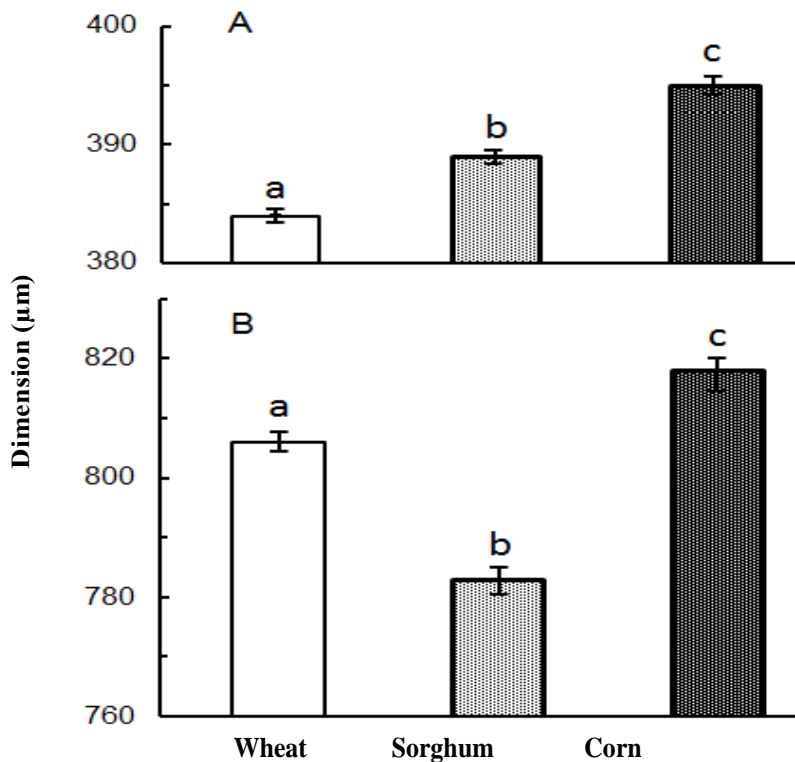 400
A
c
b
390
a
380
Dimension (µm)
B
820
c
a
800
b
780
760
Wheat Sorghum Corn